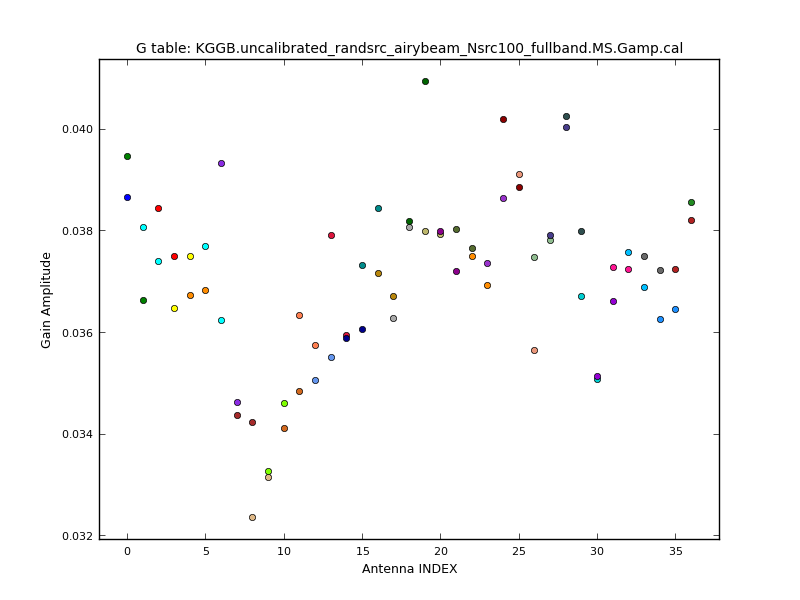 G table: KGGB.uncalibrated_randsrc_airybeam_Nsrc100_fullband.MS.Gamp.cal
0.040
0.038
0.036
0.034
0.032
Gain Amplitude
0 5 10 15 20 25 30 35
Antenna INDEX